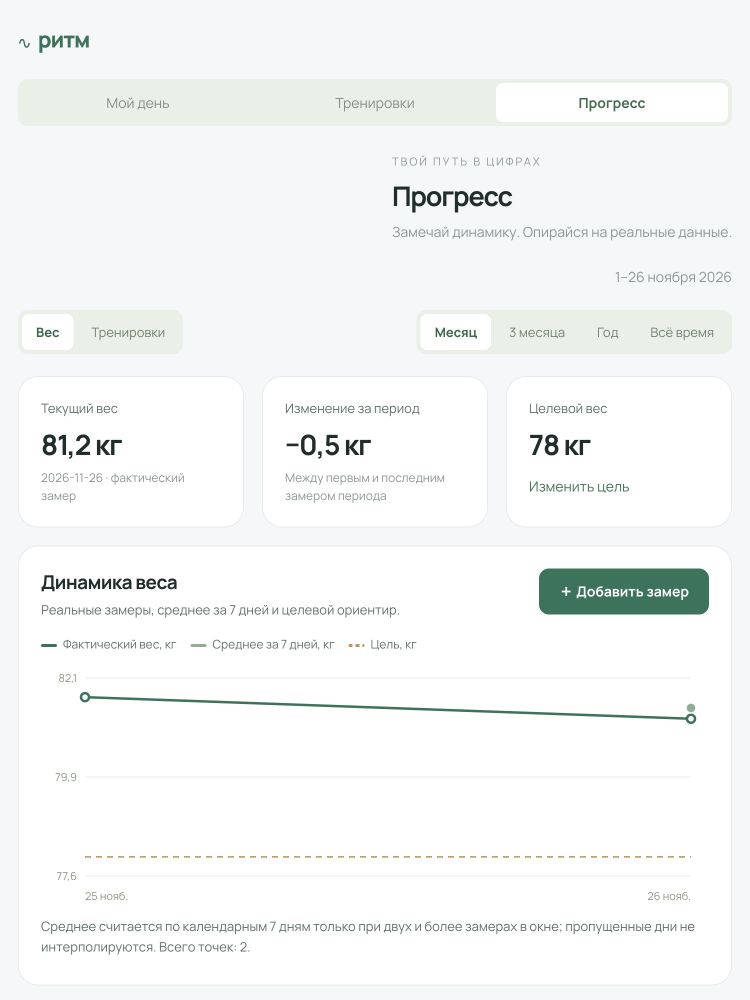 ритм
Мой день
Тренировки
Прогресс
ТВОЙ ПУТЬ В ЦИФРАХ
Прогресс
Замечай динамику. Опирайся на реальные данные.
1–26 ноября 2026
Вес
Тренировки
Месяц
3 месяца
Год
Всё время
Текущий вес
81,2 кг
2026-11-26 · фактический
замер
Изменение за период
−0,5 кг
Между первым и последним
замером периода
Целевой вес
78 кг
Изменить цель
Динамика веса
Реальные замеры, среднее за 7 дней и целевой ориентир.
+ Добавить замер
Фактический вес, кг
Среднее за 7 дней, кг
Цель, кг
82,1
79,9
77,6
25 нояб.
26 нояб.
Среднее считается по календарным 7 дням только при двух и более замерах в окне; пропущенные дни не
интерполируются. Всего точек: 2.